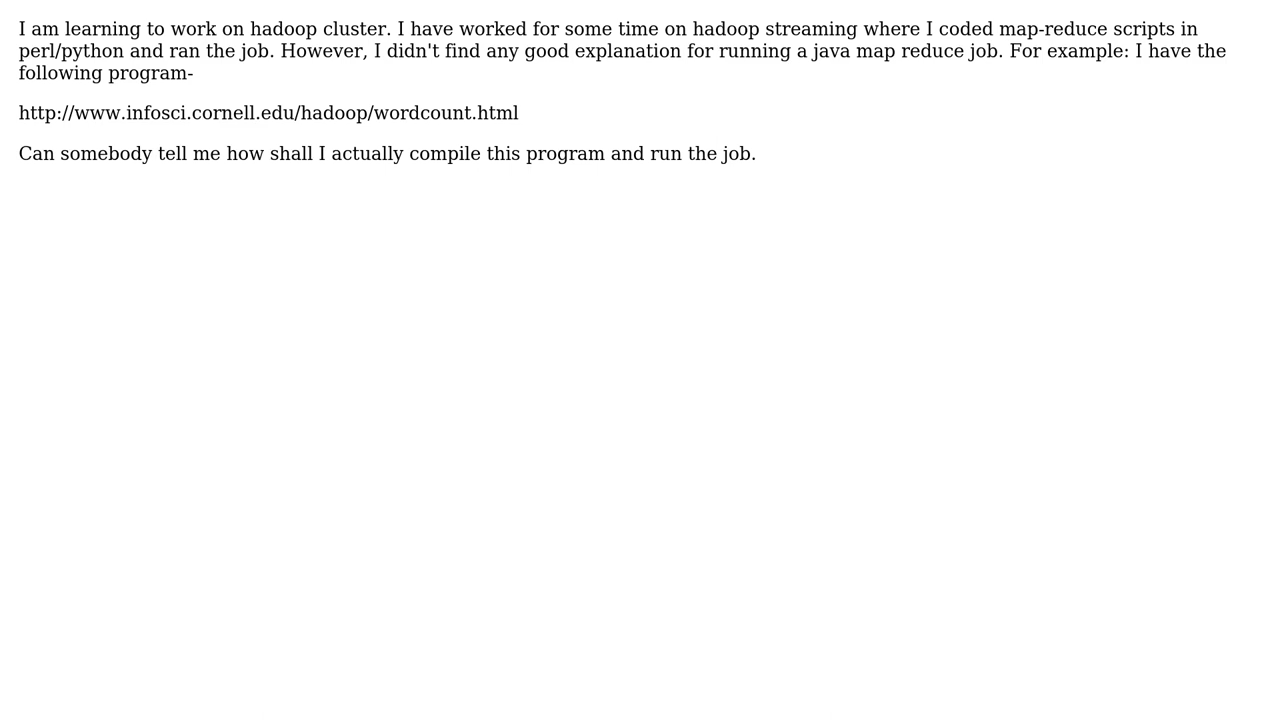 I am learning to work on hadoop cluster. I have worked for some time on hadoop streaming where I coded map-reduce scripts in
perl/python and ran the job. However, I didn't find any good explanation for running a java map reduce job. For example: I have the
following program-
http://www.infosci.cornell.edu/hadoop/wordcount.html
Can somebody tell me how shall I actually compile this program and run the job.